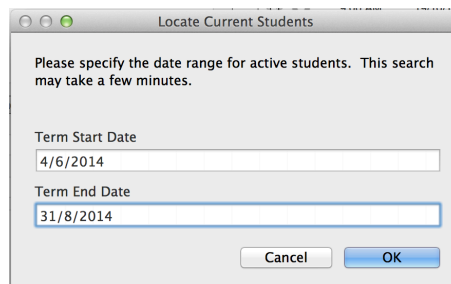 Locate Current Students
Please specify the date range for active students.  This search
may take a few minutes.
Term Start Date
4/6/2014
Term End Date
31/8/2014
Cancel
OK